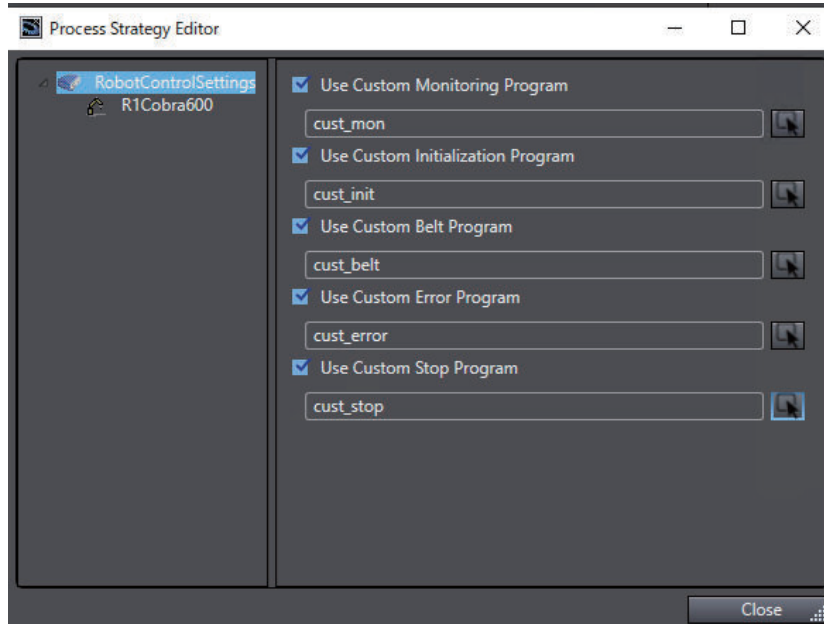 Process Strategy Editor
RobotControlSettings
R1Cobra600
Use Custom Monitoring Program
cust_mon
Use Custom Initialization Program
cust_init
Use Custom Belt Program
cust_belt
Use Custom Error Program
cust_error
Use Custom Stop Program
cust_stop
Close